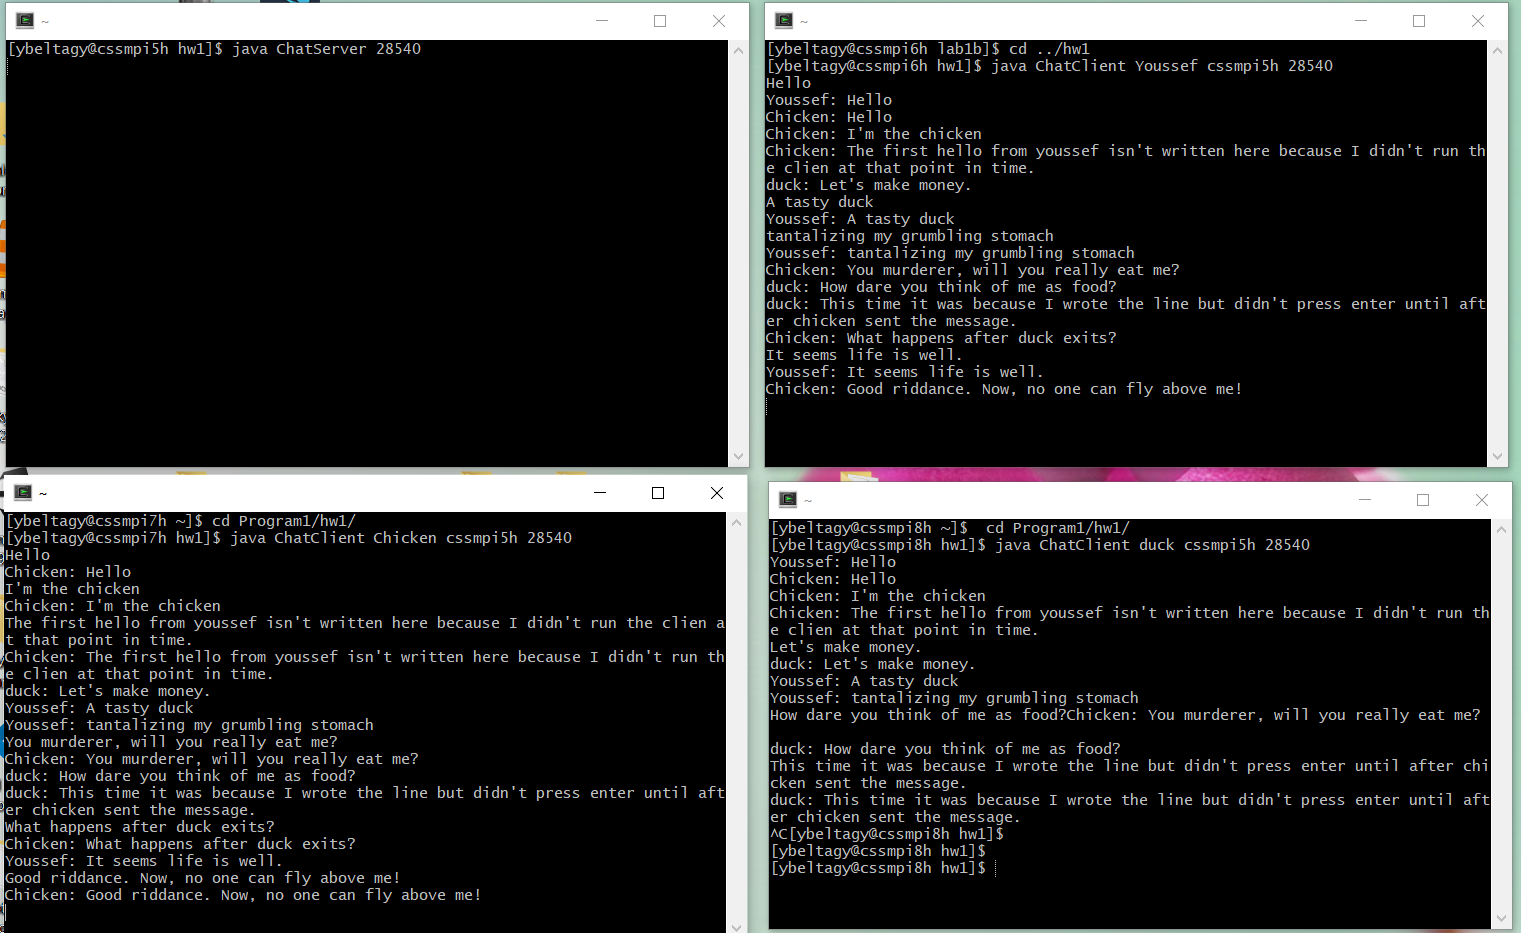 ~
[ybeltagy@cssmpi5h hw1]$ java ChatServer 28540
~
[ybeltagy@cssmpi6h lab1b]$ cd ../hw1
[ybeltagy@cssmpi6h hw1]$ java ChatClient Youssef cssmpi5h 28540
Hello
Youssef: Hello
Chicken: Hello
Chicken: I'm the chicken
Chicken: The first hello from youssef isn't written here because I didn't run th
e clien at that point in time.
duck: Let's make money.
A tasty duck
Youssef: A tasty duck
tantalizing my grumbling stomach
Youssef: tantalizing my grumbling stomach
Chicken: You murderer, will you really eat me?
duck: How dare you think of me as food?
duck: This time it was because I wrote the line but didn't press enter until aft
er chicken sent the message.
Chicken: What happens after duck exits?
It seems life is well.
Youssef: It seems life is well.
Chicken: Good riddance. Now, no one can fly above me!
~
[ybeltagy@cssmpi7h ~]$ cd Program1/hw1/
[ybeltagy@cssmpi7h hw1]$ java ChatClient Chicken cssmpi5h 28540
Hello
Chicken: Hello
I'm the chicken
Chicken: I'm the chicken
The first hello from youssef isn't written here because I didn't run the clien a
t that point in time.
Chicken: The first hello from youssef isn't written here because I didn't run th
e clien at that point in time.
duck: Let's make money.
Youssef: A tasty duck
Youssef: tantalizing my grumbling stomach
You murderer, will you really eat me?
Chicken: You murderer, will you really eat me?
duck: How dare you think of me as food?
duck: This time it was because I wrote the line but didn't press enter until aft
er chicken sent the message.
What happens after duck exits?
Chicken: What happens after duck exits?
Youssef: It seems life is well.
Good riddance. Now, no one can fly above me!
Chicken: Good riddance. Now, no one can fly above me!
~
[ybeltagy@cssmpi8h ~]$  cd Program1/hw1/
[ybeltagy@cssmpi8h hw1]$ java ChatClient duck cssmpi5h 28540
Youssef: Hello
Chicken: Hello
Chicken: I'm the chicken
Chicken: The first hello from youssef isn't written here because I didn't run th
e clien at that point in time.
Let's make money.
duck: Let's make money.
Youssef: A tasty duck
Youssef: tantalizing my grumbling stomach
How dare you think of me as food?Chicken: You murderer, will you really eat me?
duck: How dare you think of me as food?
This time it was because I wrote the line but didn't press enter until after chi
cken sent the message.
duck: This time it was because I wrote the line but didn't press enter until aft
er chicken sent the message.
^C[ybeltagy@cssmpi8h hw1]$
[ybeltagy@cssmpi8h hw1]$
[ybeltagy@cssmpi8h hw1]$